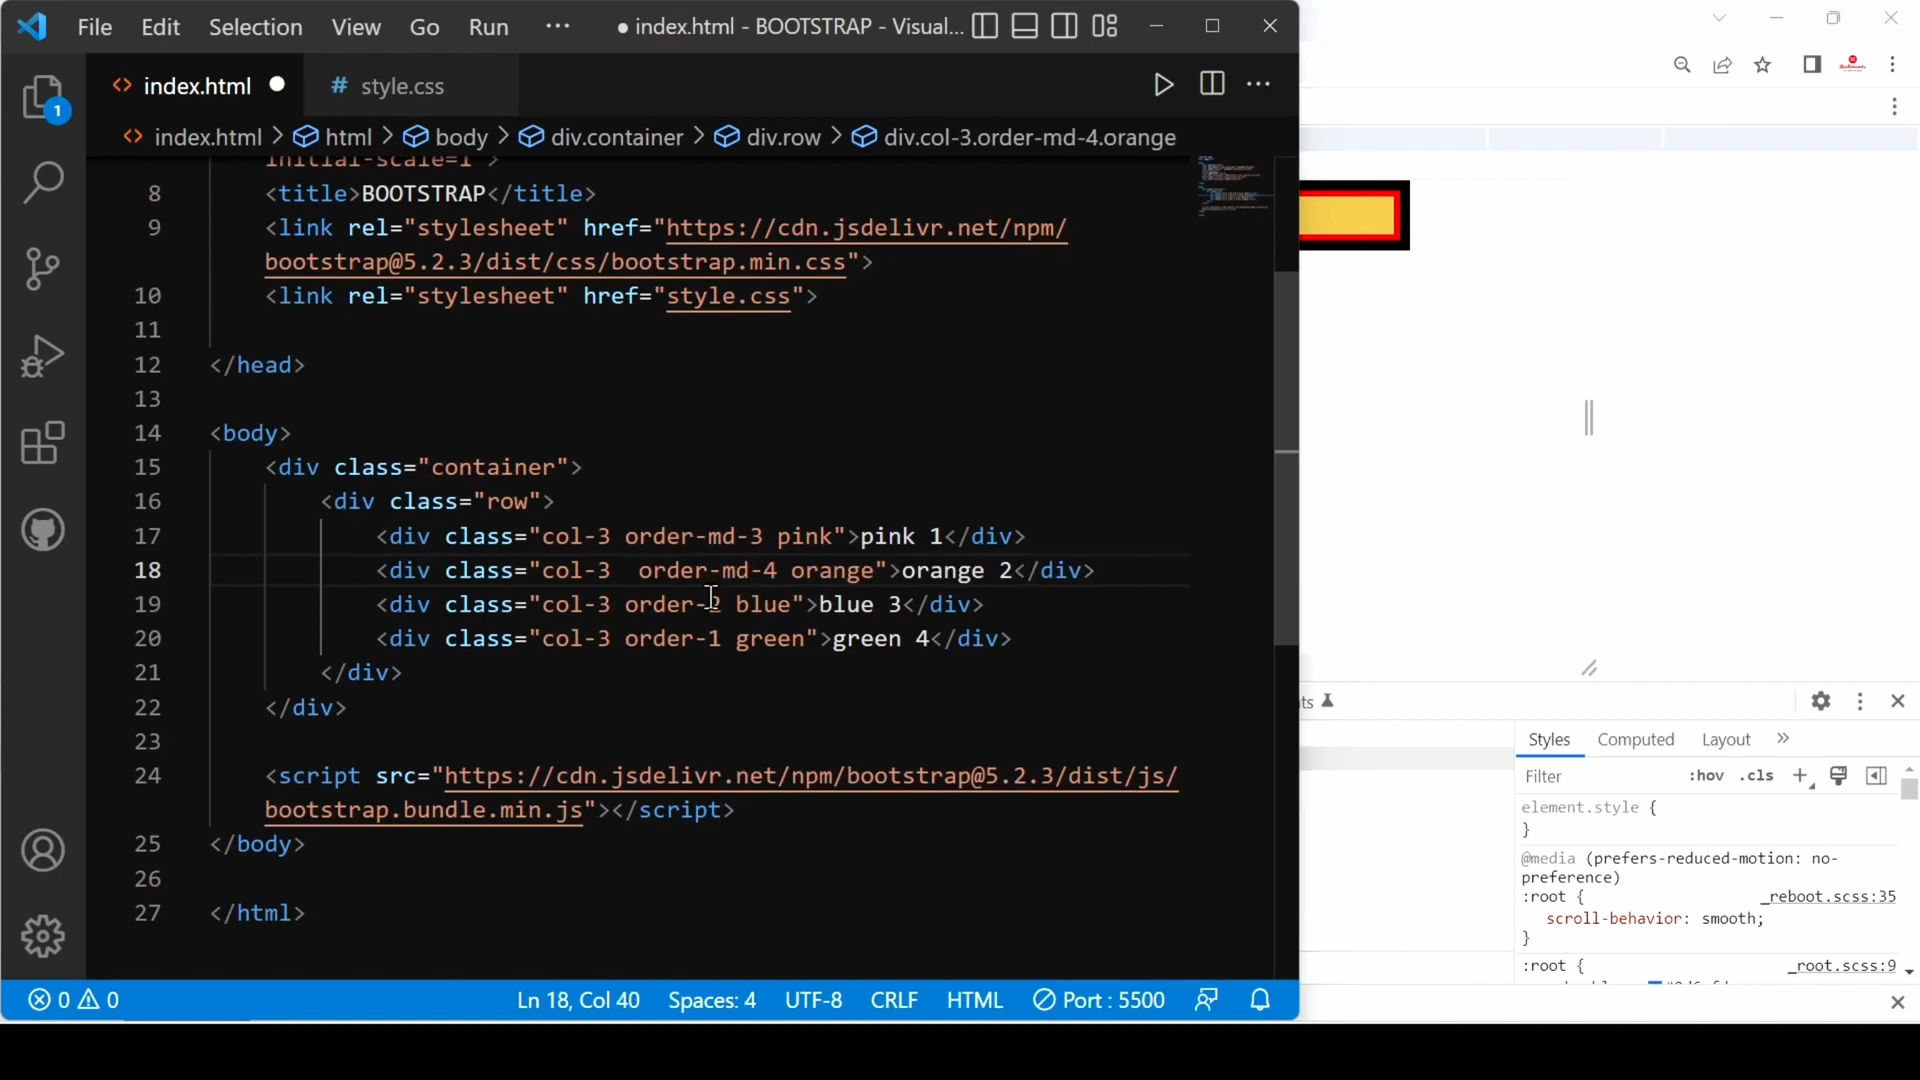 File Edit Selection View Go Run ··· ● index.html - BOOTSTRAP - Visual...
index.html ● # style.css
index.html > html > body > div.container > div.row > div.col-3.order-md-4.orange
initial-scale=1">
8 <title>BOOTSTRAP</title>
9 <link rel="stylesheet" href="https://cdn.jsdelivr.net/npm/
bootstrap@5.2.3/dist/css/bootstrap.min.css">
10 <link rel="stylesheet" href="style.css">
11
12 </head>
13
14 <body>
15 <div class="container">
16 <div class="row">
17 <div class="col-3 order-md-3 pink">pink 1</div>
18 <div class="col-3  order-md-4 orange">orange 2</div>
19 <div class="col-3 order-2 blue">blue 3</div>
20 <div class="col-3 order-1 green">green 4</div>
21 </div>
22 </div>
23
24 <script src="https://cdn.jsdelivr.net/npm/bootstrap@5.2.3/dist/js/
bootstrap.bundle.min.js"></script>
25 </body>
26
27 </html>
1
0 0 Ln 18, Col 40 Spaces: 4 UTF-8 CRLF HTML Port : 5500
ts
Styles Computed Layout »
Filter :hov .cls +
element.style {
}
@media (prefers-reduced-motion: no-
preference)
:root { _reboot.scss:35
scroll-behavior: smooth;
}
:root { _root.scss:9